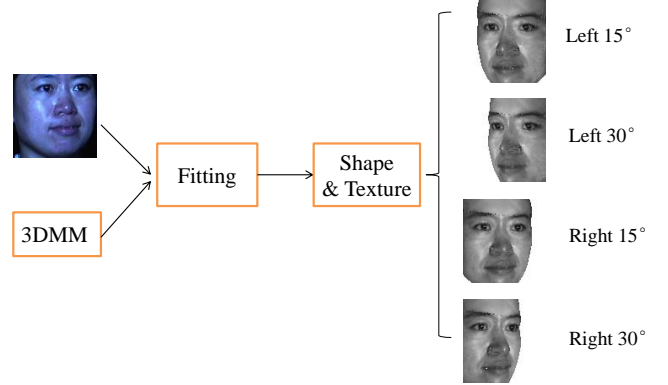 Left 15°
Left 30°
Fitting
Shape
& Texture
3DMM
Right 15°
Right 30°